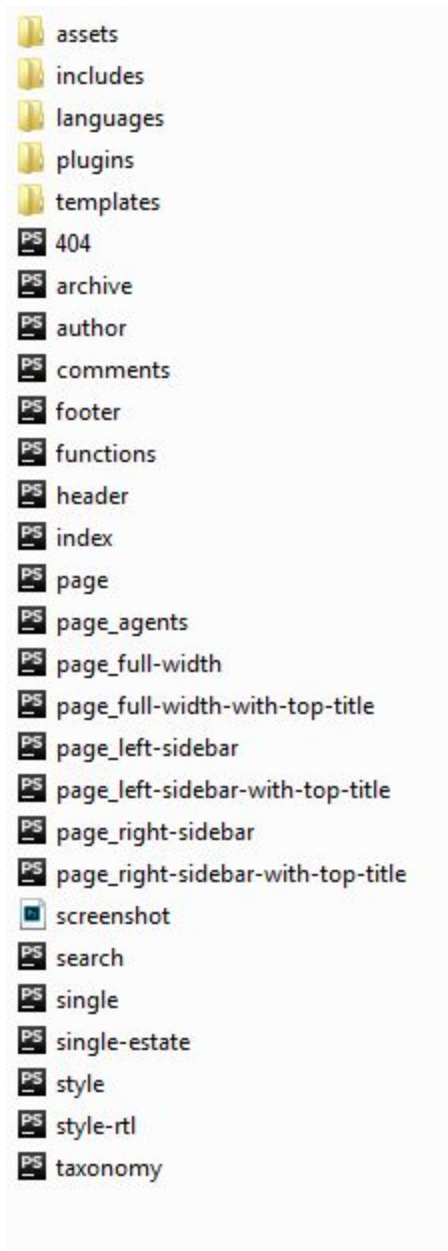 assets
includes
languages
plugins
templates
404
archive
author
comments
footer
functions
header
index
page
page_agents
page_full-width
page_full-width-with-top-title
page_left-sidebar
page_left-sidebar-with-top-title
page_right-sidebar
page_right-sidebar-with-top-title
screenshot
search
single
single-estate
style
style-rtl
taxonomy